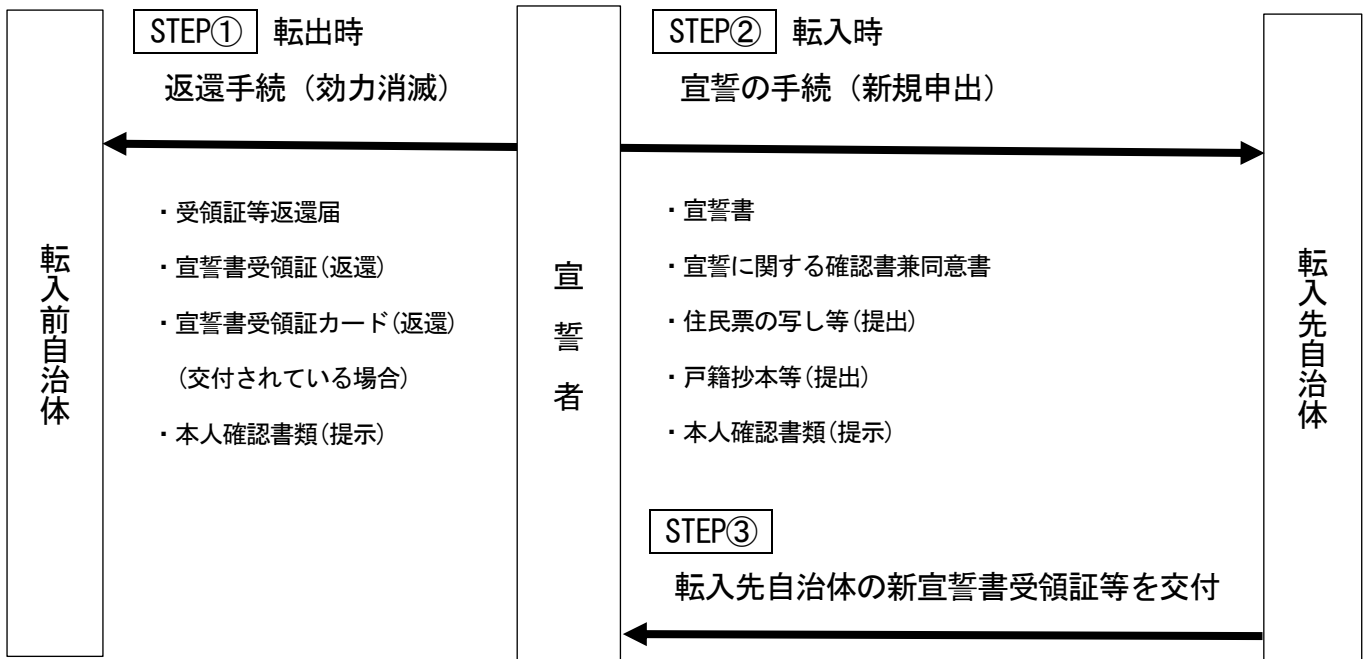 転入前自治体
STEP① 転出時
返還手続（効力消滅）
・受領証等返還届
・宣誓書受領証（返還）
・宣誓書受領証カード（返還）
（交付されている場合）
・本人確認書類（提示）
宣誓者
STEP② 転入時
宣誓の手続（新規申出）
・宣誓書
・宣誓に関する確認書兼同意書
・住民票の写し等（提出）
・戸籍抄本等（提出）
・本人確認書類（提示）
STEP③
転入先自治体の新宣誓書受領証等を交付
転入先自治体